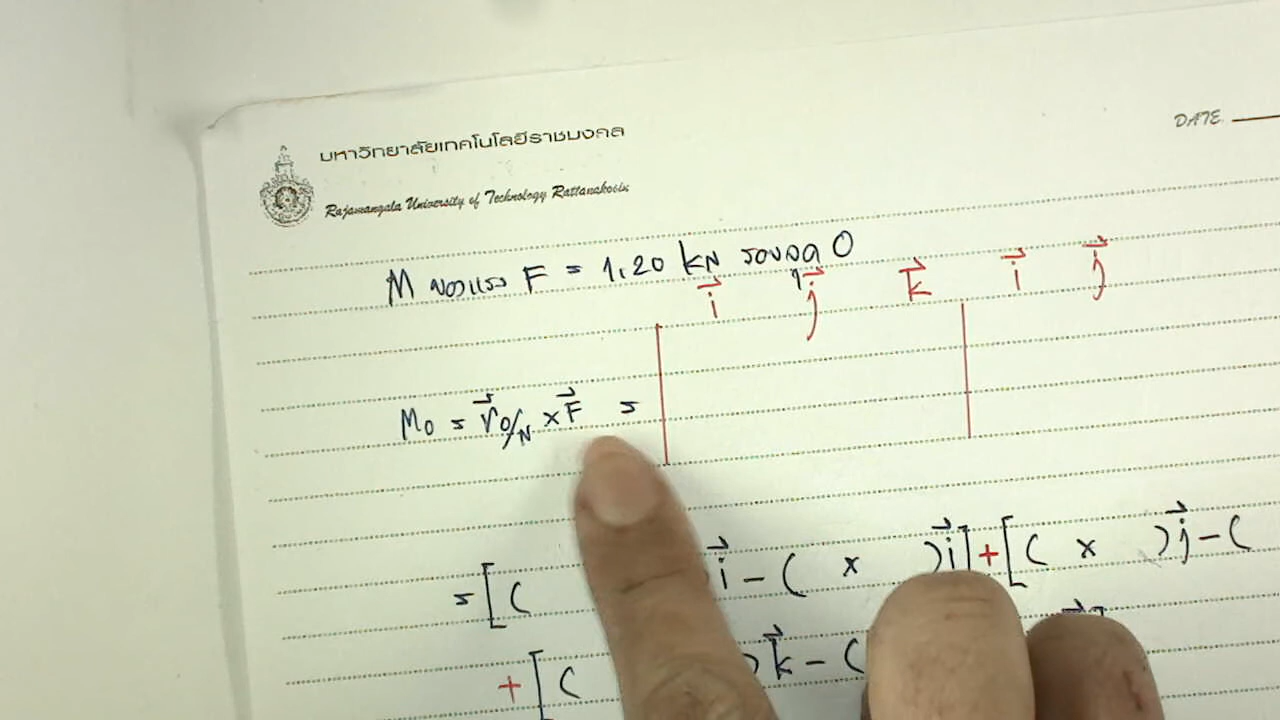 มหาวิทยาลัยเทคโนโลยีราชมงคล
DATE
Rajamangala University of Technology Rattanakosin
M ของแรง F = 1.20 kN รอบจุด O
i j k i j
M₀ = r o/N × F =
= [( i - ( × ) i ] + [( × ) j - (
+ [( ) k - (